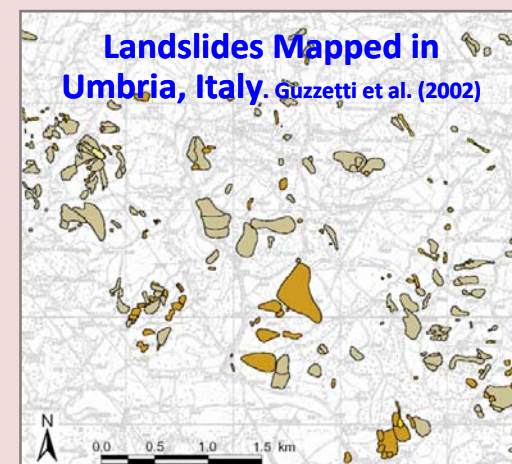 Landslides Mapped in
Umbria, Italy. Guzzetti et al. (2002)
N
0.0 0.5 1.0 1.5 km